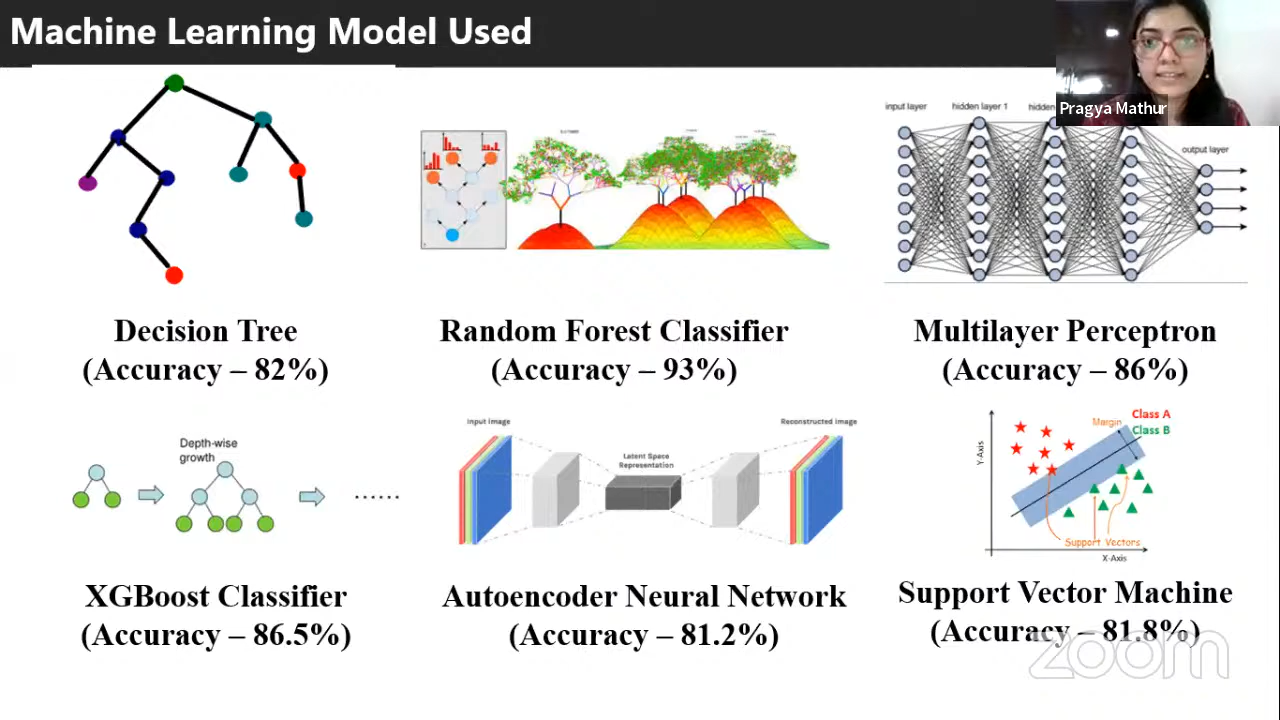 Machine Learning Model Used
Pragya Mathur
input layer
hidden layer 1
hidden
output layer
Decision Tree
(Accuracy – 82%)
Random Forest Classifier
(Accuracy – 93%)
Multilayer Perceptron
(Accuracy – 86%)
Depth-wise
growth
Input Image
Latent Space
Representation
Reconstructed Image
Class A
Class B
Margin
Y-Axis
Support Vectors
X-Axis
XGBoost Classifier
(Accuracy – 86.5%)
Autoencoder Neural Network
(Accuracy – 81.2%)
Support Vector Machine
(Accuracy – 81.8%)
zoom